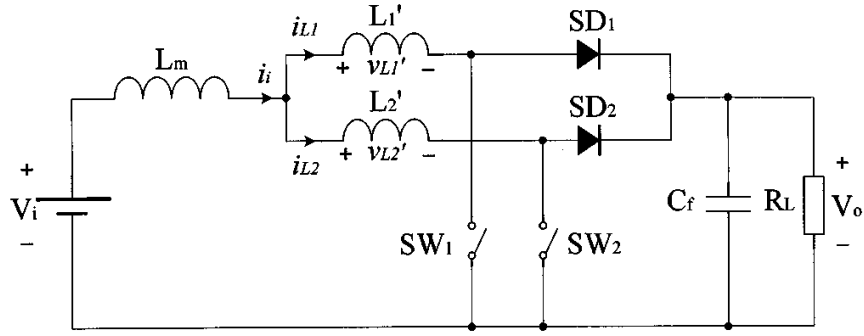 iL1
L1'
SD1
+ vL1' −
Lm
ii
L2'
SD2
iL2
+ vL2' −
+
Vi
−
SW1
SW2
Cf
RL
+
Vo
−